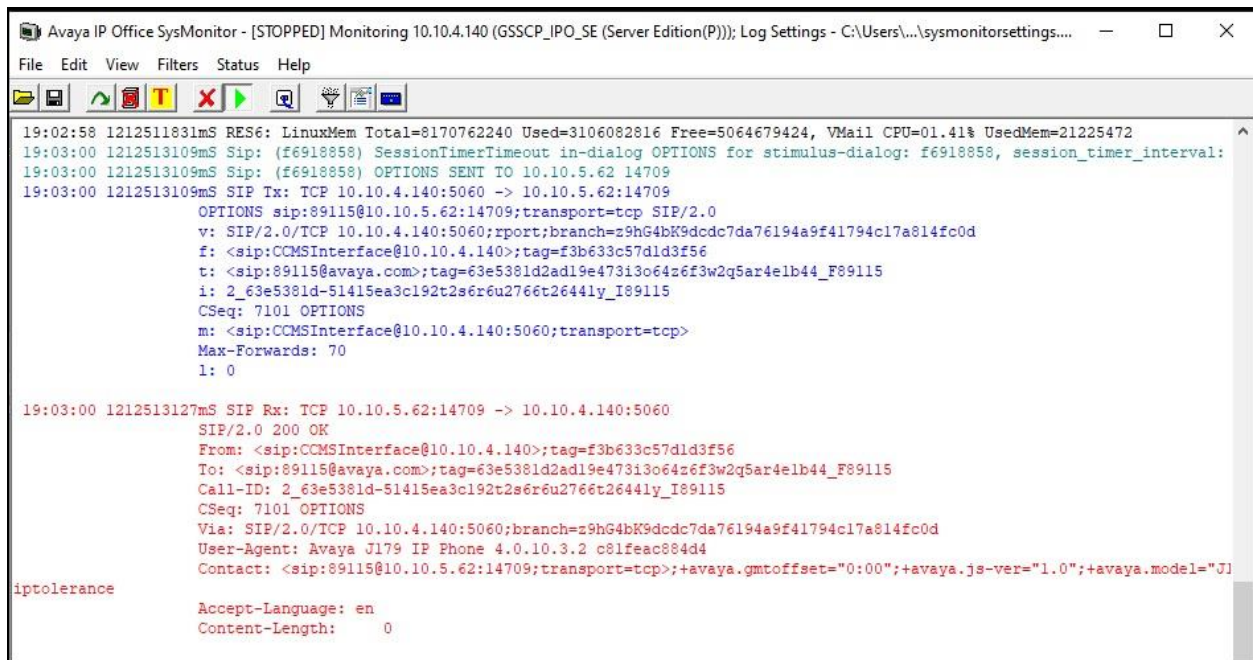 Avaya IP Office SysMonitor - [STOPPED] Monitoring 10.10.4.140 (GSSCP_IPO_SE (Server Edition(P))); Log Settings - C:\Users\...\sysmonitorsettings....
File Edit View Filters Status Help
T
19:02:58 1212511831mS RES6: LinuxMem Total=8170762240 Used=3106082816 Free=5064679424, VMail CPU=01.41% UsedMem=21225472
19:03:00 1212513109mS Sip: (f6918858) SessionTimerTimeout in-dialog OPTIONS for stimulus-dialog: f6918858, session_timer_interval:
19:03:00 1212513109mS Sip: (f6918858) OPTIONS SENT TO 10.10.5.62 14709
19:03:00 1212513109mS SIP Tx: TCP 10.10.4.140:5060 -> 10.10.5.62:14709
OPTIONS sip:89115@10.10.5.62:14709;transport=tcp SIP/2.0
v: SIP/2.0/TCP 10.10.4.140:5060;rport;branch=z9hG4bK9dcdc7da76194a9f41794c17a814fc0d
f: <sip:CCMSInterface@10.10.4.140>;tag=f3b633c57d1d3f56
t: <sip:89115@avaya.com>;tag=63e5381d2ad19e473i3o64z6f3w2q5ar4e1b44_F89115
i: 2_63e5381d-51415ea3c192t2s6r6u2766t26441y_I89115
CSeq: 7101 OPTIONS
m: <sip:CCMSInterface@10.10.4.140:5060;transport=tcp>
Max-Forwards: 70
l: 0
19:03:00 1212513127mS SIP Rx: TCP 10.10.5.62:14709 -> 10.10.4.140:5060
SIP/2.0 200 OK
From: <sip:CCMSInterface@10.10.4.140>;tag=f3b633c57d1d3f56
To: <sip:89115@avaya.com>;tag=63e5381d2ad19e473i3o64z6f3w2q5ar4e1b44_F89115
Call-ID: 2_63e5381d-51415ea3c192t2s6r6u2766t26441y_I89115
CSeq: 7101 OPTIONS
Via: SIP/2.0/TCP 10.10.4.140:5060;branch=z9hG4bK9dcdc7da76194a9f41794c17a814fc0d
User-Agent: Avaya J179 IP Phone 4.0.10.3.2 c81feac884d4
Contact: <sip:89115@10.10.5.62:14709;transport=tcp>;+avaya.gmtoffset="0:00";+avaya.js-ver="1.0";+avaya.model="J1
iptolerance
Accept-Language: en
Content-Length: 0